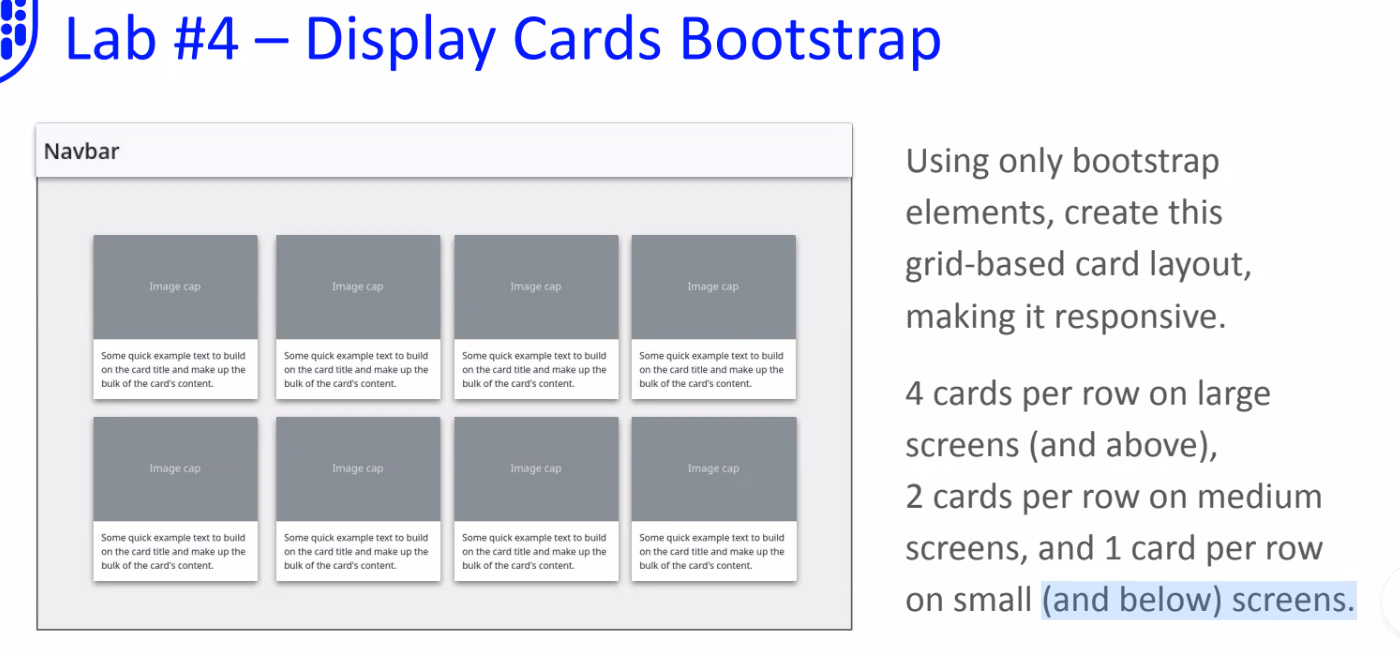 Lab #4 – Display Cards Bootstrap
Navbar
Image cap
Image cap
Image cap
Image cap
Some quick example text to build
on the card title and make up the
bulk of the card's content.
Some quick example text to build
on the card title and make up the
bulk of the card's content.
Some quick example text to build
on the card title and make up the
bulk of the card's content.
Some quick example text to build
on the card title and make up the
bulk of the card's content.
Image cap
Image cap
Image cap
Image cap
Some quick example text to build
on the card title and make up the
bulk of the card's content.
Some quick example text to build
on the card title and make up the
bulk of the card's content.
Some quick example text to build
on the card title and make up the
bulk of the card's content.
Some quick example text to build
on the card title and make up the
bulk of the card's content.
Using only bootstrap
elements, create this
grid-based card layout,
making it responsive.
4 cards per row on large
screens (and above),
2 cards per row on medium
screens, and 1 card per row
on small (and below) screens.